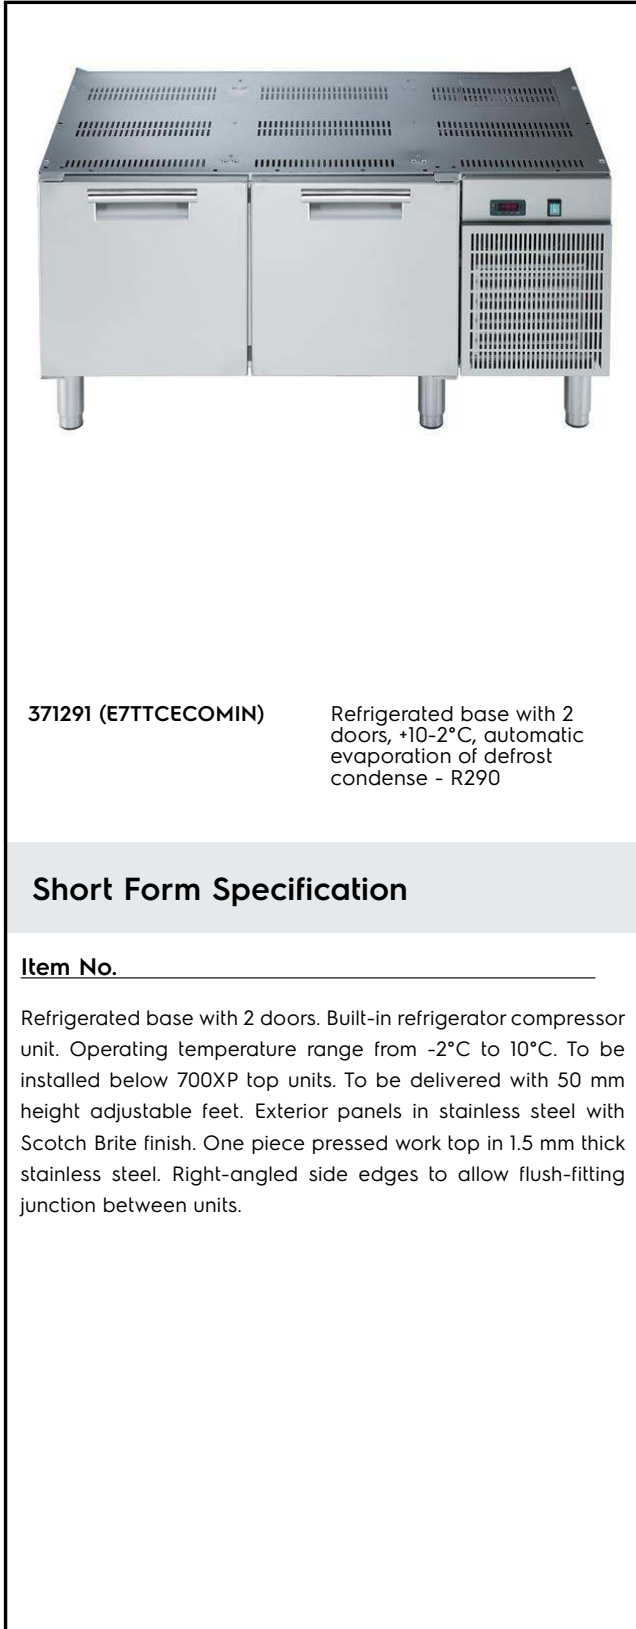 371291 (E7TTCECOMIN)
Refrigerated base with 2
doors, +10-2°C, automatic
evaporation of defrost
condense - R290
Short Form Specification
Item No.
Refrigerated base with 2 doors. Built-in refrigerator compressor
unit. Operating temperature range from -2°C to 10°C. To be
installed below 700XP top units. To be delivered with 50 mm
height adjustable feet. Exterior panels in stainless steel with
Scotch Brite finish. One piece pressed work top in 1.5 mm thick
stainless steel. Right-angled side edges to allow flush-fitting
junction between units.